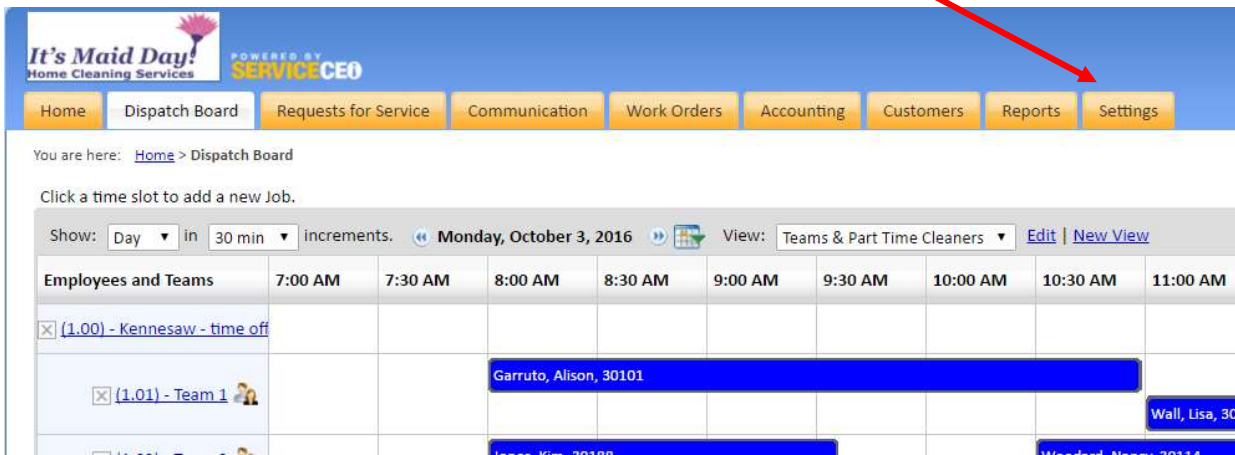 It's Maid Day!
Home Cleaning Services
POWERED BY
SERVICECEO
Home Dispatch Board Requests for Service Communication Work Orders Accounting Customers Reports Settings
You are here: Home > Dispatch Board
Click a time slot to add a new Job.
Show: Day in 30 min increments. Monday, October 3, 2016 View: Teams & Part Time Cleaners Edit | New View
Employees and Teams 7:00 AM 7:30 AM 8:00 AM 8:30 AM 9:00 AM 9:30 AM 10:00 AM 10:30 AM 11:00 AM
(1.00) - Kennesaw - time off
Garruto, Alison, 30101
(1.01) - Team 1
Wall, Lisa, 30